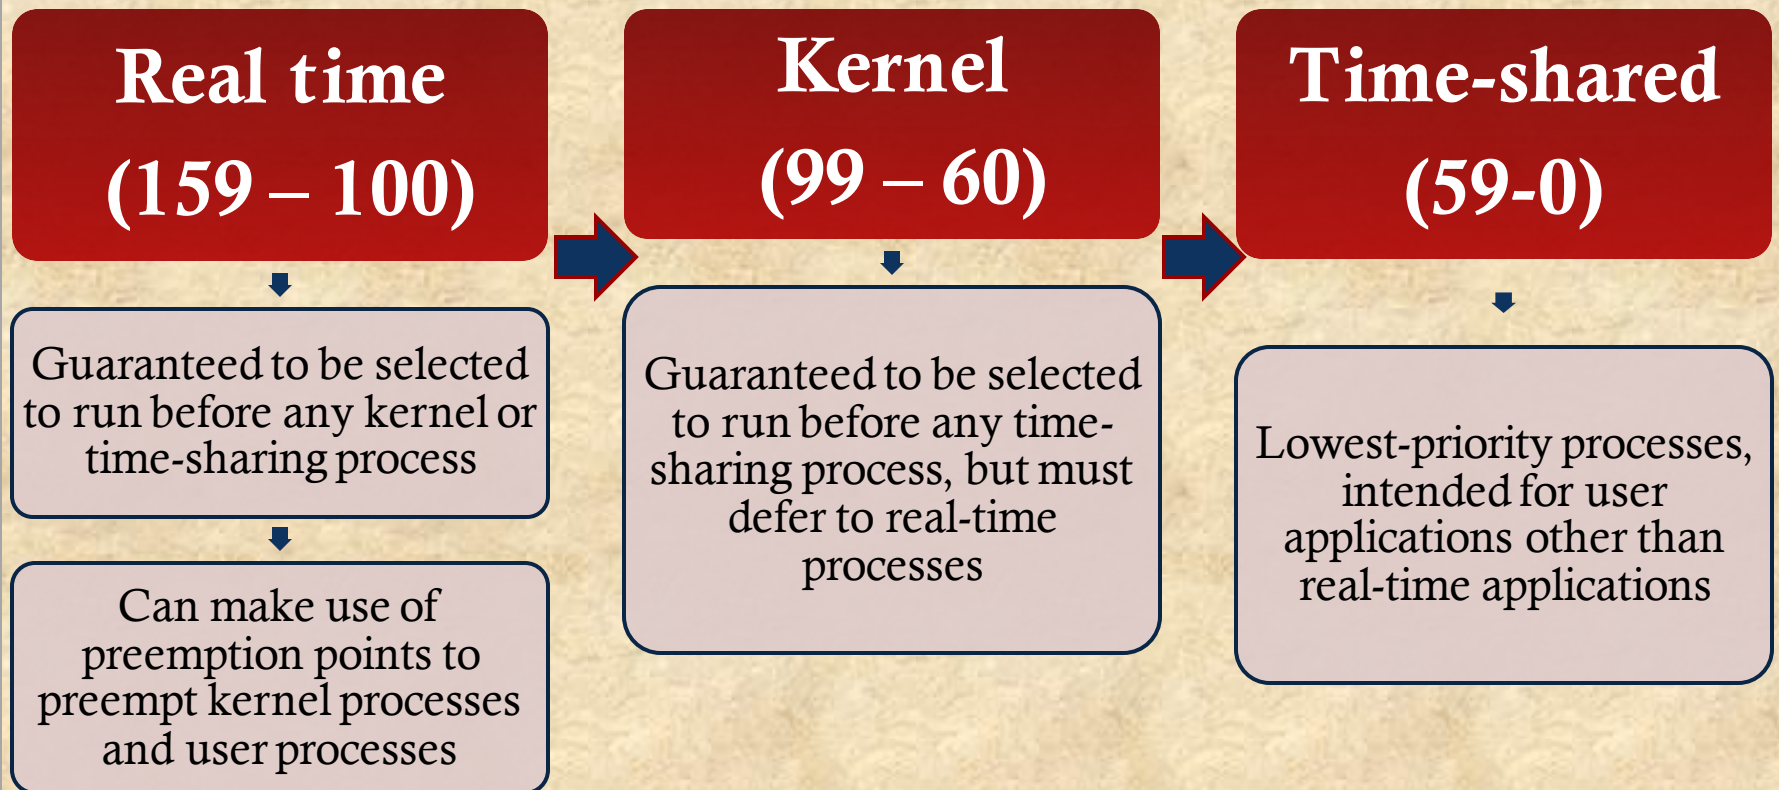 Real time
(159 – 100)
Guaranteed to be selected
to run before any kernel or
time-sharing process
Can make use of
preemption points to
preempt kernel processes
and user processes
Kernel
(99 – 60)
Guaranteed to be selected
to run before any time-
sharing process, but must
defer to real-time
processes
Time-shared
(59-0)
Lowest-priority processes,
intended for user
applications other than
real-time applications